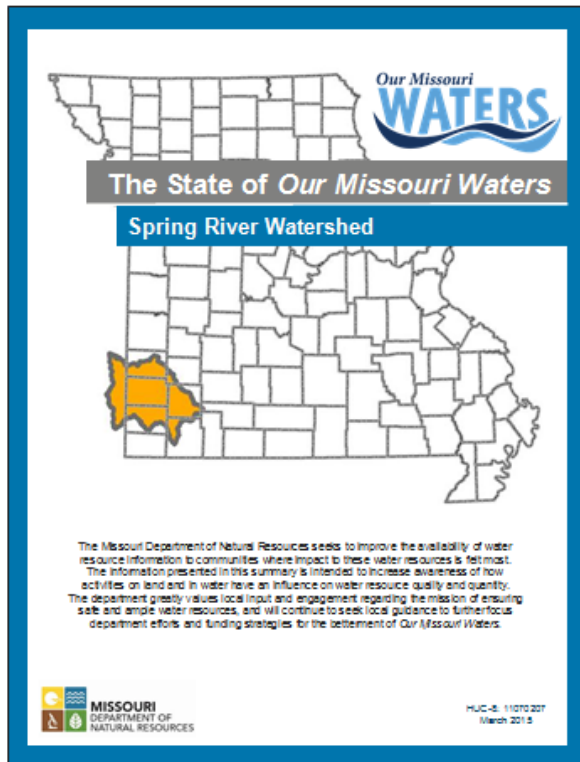 Our Missouri
WATERS
The State of Our Missouri Waters
Spring River Watershed
The Missouri Department of Natural Resources seeks to improve the availability of water
resource information to communities where impact to these water resources is felt most.
The information presented in this summary is intended to increase awareness of how
activities on land and in water have an influence on water resource quality and quantity.
The department greatly values local input and engagement regarding the mission of ensuring
safe and ample water resources, and will continue to seek local guidance to further focus
department efforts and funding strategies for the betterment of Our Missouri Waters.
MISSOURI
DEPARTMENT OF
NATURAL RESOURCES
HUC-8: 11070207
March 2015